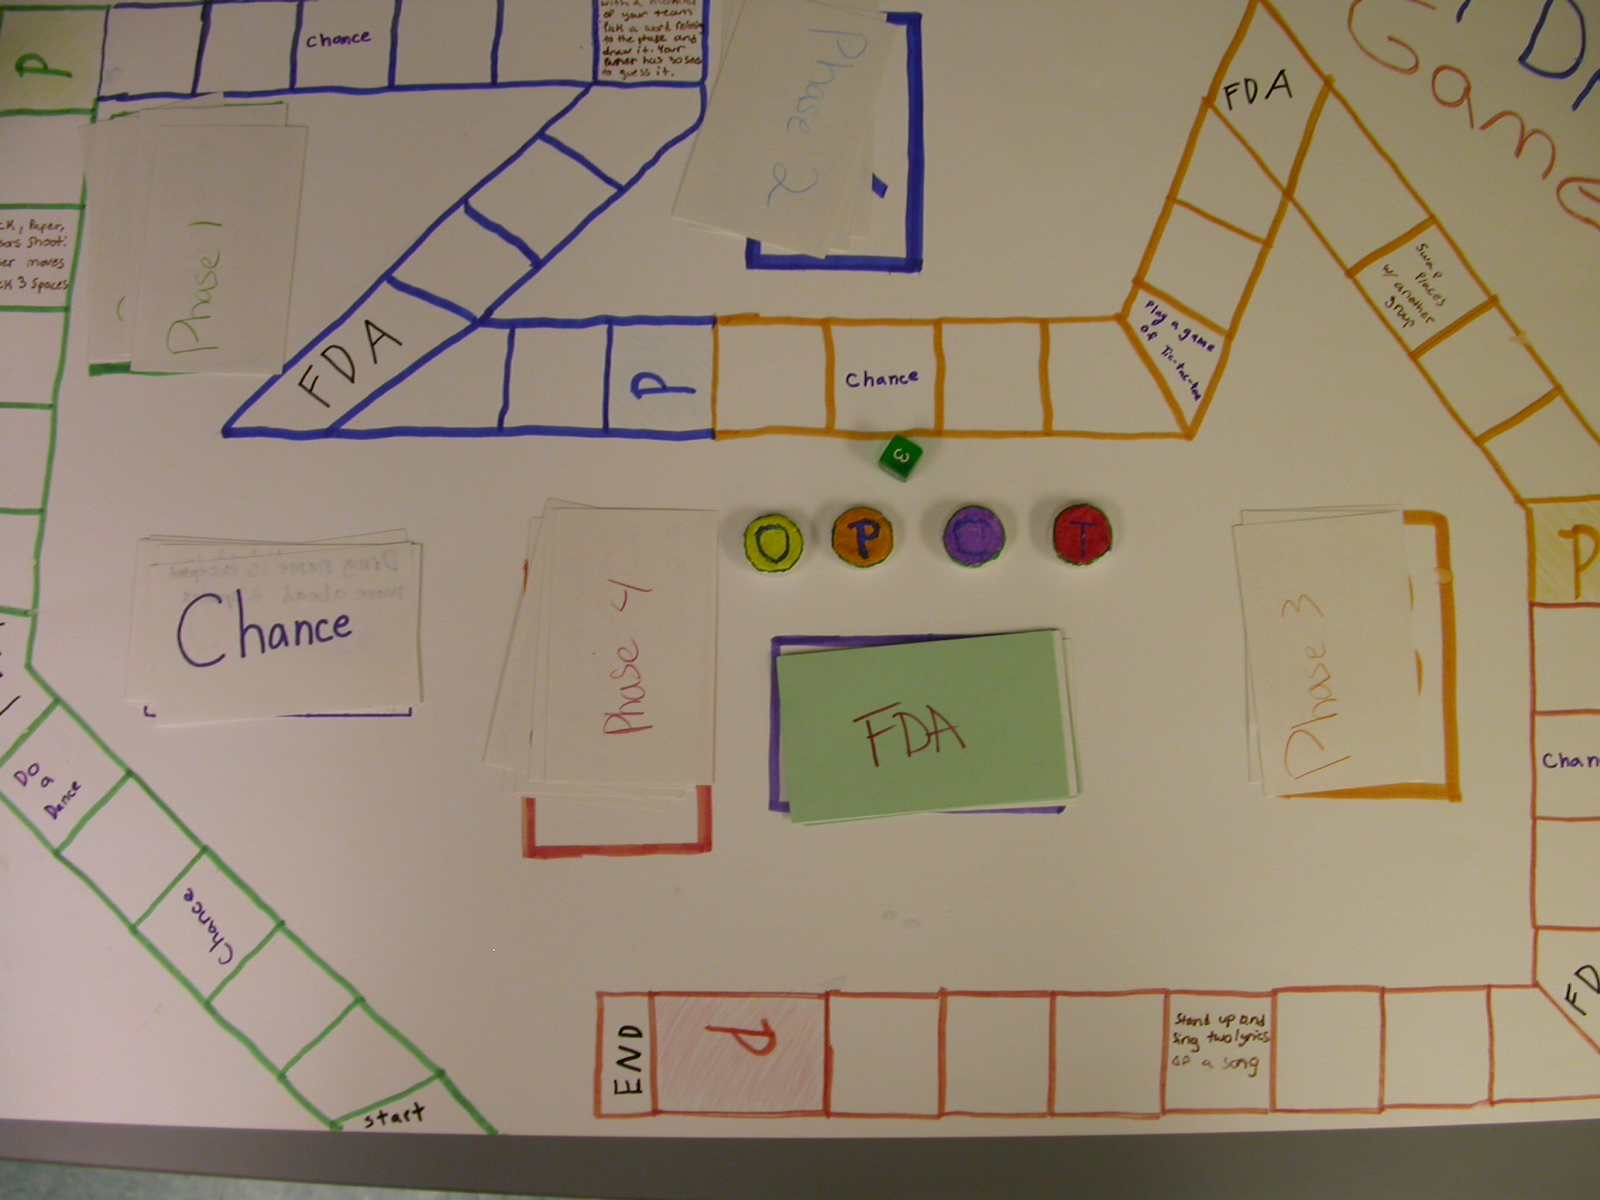 P
Chance
of your team
Pick a word relating
to the phase and
draw it. Your
Partner has 30 sec
to guess it.
Phase 2
FDA
D
Game
Paper,
Shoot:
moves
3 Spaces
Phase 1
Swap
Places
w/ another
group
FDA
P
Chance
Play a game
of Tic-tac-toe
3
O
P
C
T
P
Chance
Phase 4
FDA
Phase 3
Chan
Do
a
Dance
Chance
FD
END
P
Stand up and
Sing two lyrics
of a song
start